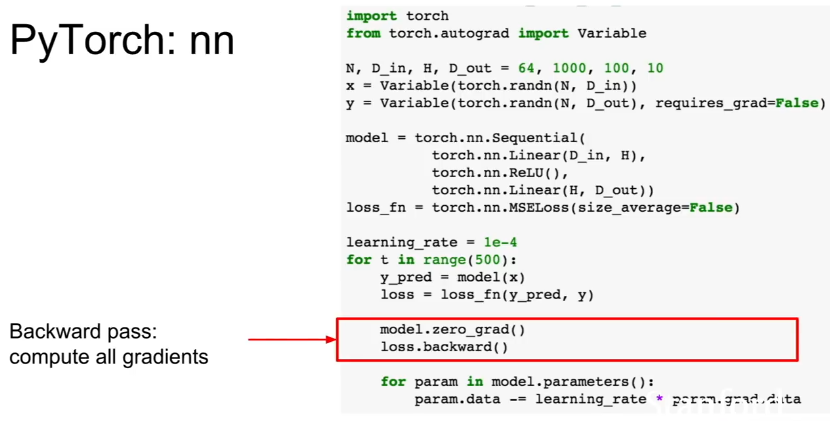 PyTorch: nn
import torch
from torch.autograd import Variable
N, D_in, H, D_out = 64, 1000, 100, 10
x = Variable(torch.randn(N, D_in))
y = Variable(torch.randn(N, D_out), requires_grad=False)
model = torch.nn.Sequential(
torch.nn.Linear(D_in, H),
torch.nn.ReLU(),
torch.nn.Linear(H, D_out))
loss_fn = torch.nn.MSELoss(size_average=False)
learning_rate = 1e-4
for t in range(500):
y_pred = model(x)
loss = loss_fn(y_pred, y)
Backward pass:
compute all gradients
model.zero_grad()
loss.backward()
for param in model.parameters():
param.data -= learning_rate * param.grad.data
Stanford